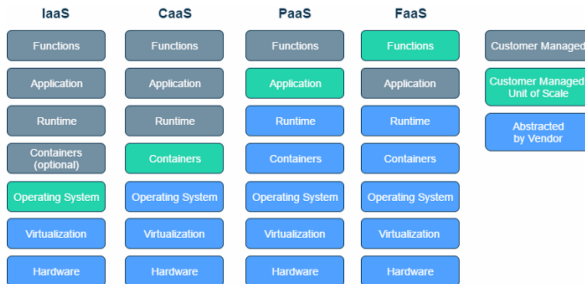 IaaS
CaaS
PaaS
FaaS
Functions
Functions
Functions
Functions
Customer Managed
Application
Application
Application
Application
Customer Managed
Unit of Scale
Runtime
Runtime
Runtime
Runtime
Abstracted
by Vendor
Containers
(optional)
Containers
Containers
Containers
Operating System
Operating System
Operating System
Operating System
Virtualization
Virtualization
Virtualization
Virtualization
Hardware
Hardware
Hardware
Hardware